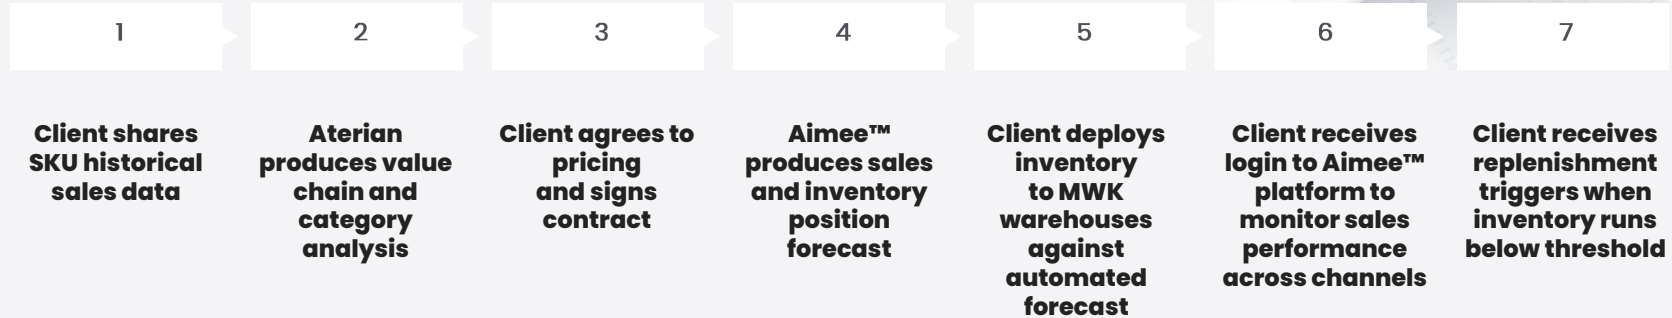 1
Client shares
SKU historical
sales data
2
Aterian
produces value
chain and
category
analysis
3
Client agrees to
pricing
and signs
contract
4
Aimee™
produces sales
and inventory
position
forecast
5
Client deploys
inventory
to MWK
warehouses
against
automated
forecast
6
Client receives
login to Aimee™
platform to
monitor sales
performance
across channels
7
Client receives
replenishment
triggers when
inventory runs
below threshold